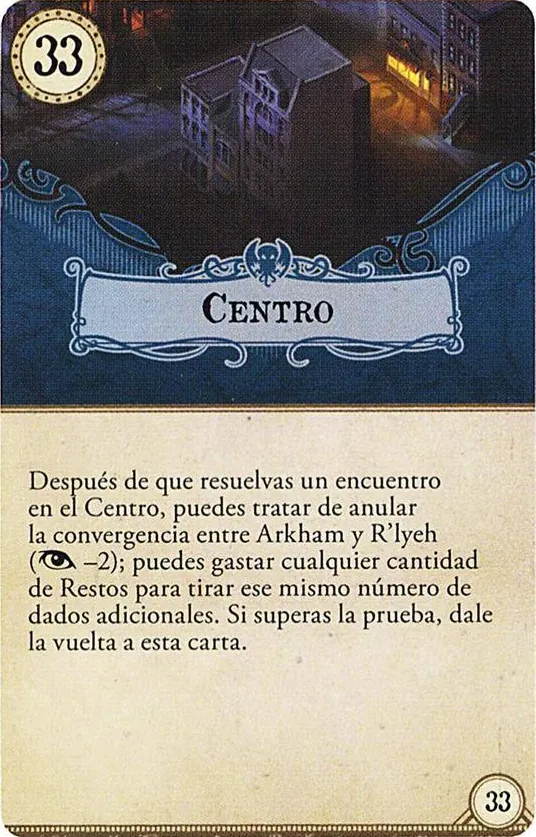 33
Centro
Después de que resuelvas un encuentro
en el Centro, puedes tratar de anular
la convergencia entre Arkham y R'lyeh
( –2); puedes gastar cualquier cantidad
de Restos para tirar ese mismo número de
dados adicionales. Si superas la prueba, dale
la vuelta a esta carta.
33